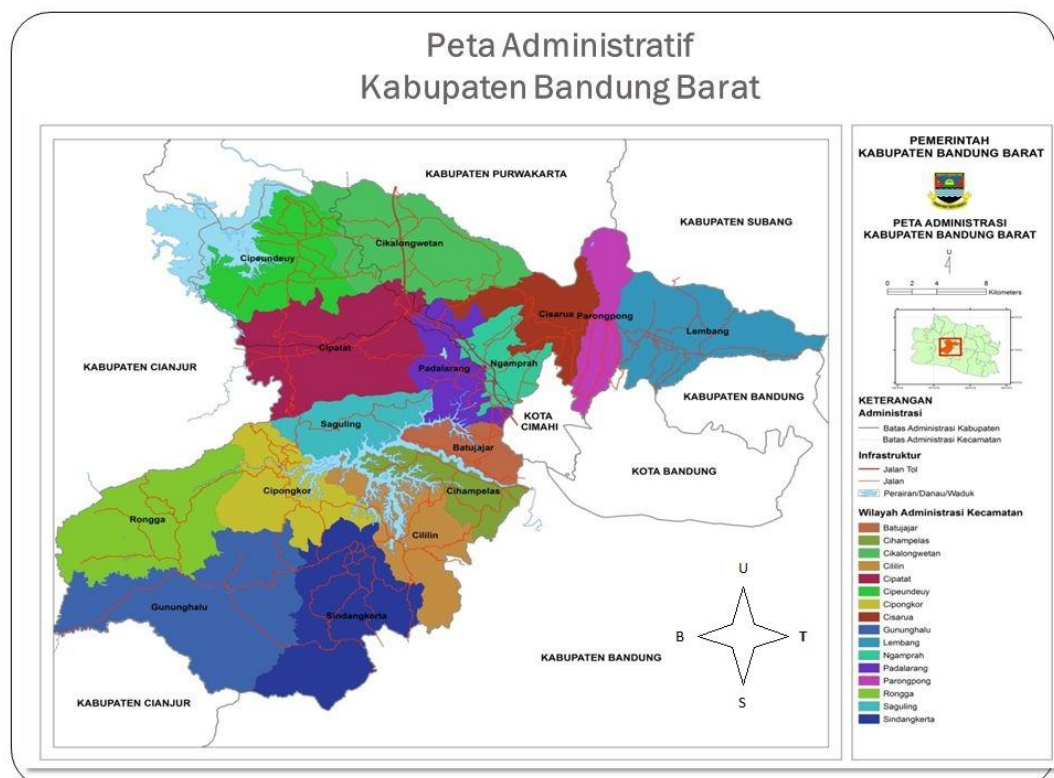 Peta Administratif
Kabupaten Bandung Barat
KABUPATEN PURWAKARTA
KABUPATEN SUBANG
Cikalongwetan
Cipeundeuy
Cisarua
Parongpong
Lembang
Cipatat
Ngamprah
Padalarang
KABUPATEN CIANJUR
KABUPATEN BANDUNG
KOTA
CIMAHI
Saguling
Batujajar
KOTA BANDUNG
Cipongkor
Cihampelas
Rongga
Cililin
Gununghalu
Sindangkerta
KABUPATEN BANDUNG
KABUPATEN CIANJUR
U
B
T
S
PEMERINTAH
KABUPATEN BANDUNG BARAT
PETA ADMINISTRASI
KABUPATEN BANDUNG BARAT
U
0 2 4 8
Kilometers
KETERANGAN
Administrasi
Batas Administrasi Kabupaten
Batas Administrasi Kecamatan
Infrastruktur
Jalan Tol
Jalan
Perairan/Danau/Waduk
Wilayah Administrasi Kecamatan
Batujajar
Cihampelas
Cikalongwetan
Cililin
Cipatat
Cipeundeuy
Cipongkor
Cisarua
Gununghalu
Lembang
Ngamprah
Padalarang
Parongpong
Rongga
Saguling
Sindangkerta